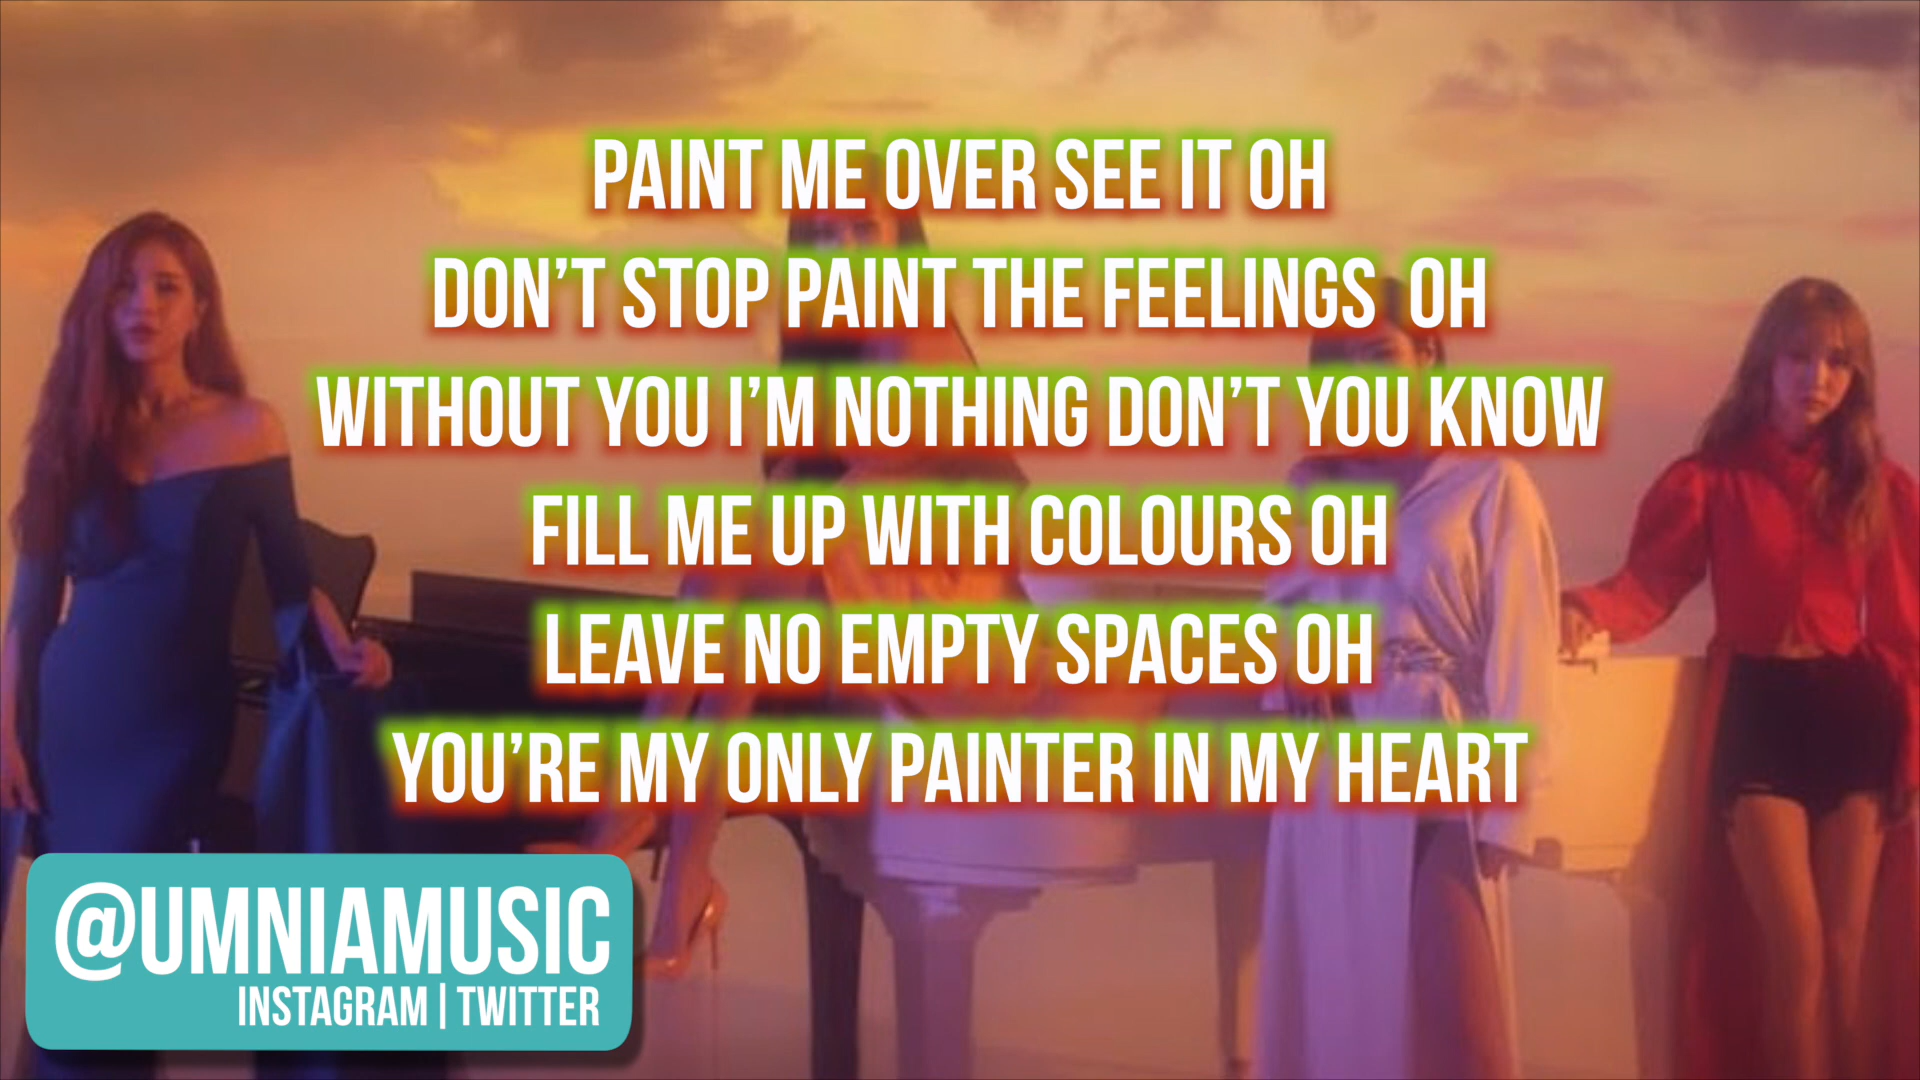 PAINT ME OVER SEE IT OH
DON'T STOP PAINT THE FEELINGS OH
WITHOUT YOU I'M NOTHING DON'T YOU KNOW
FILL ME UP WITH COLOURS OH
LEAVE NO EMPTY SPACES OH
YOU'RE MY ONLY PAINTER IN MY HEART
@UMNIAMUSIC
INSTAGRAM | TWITTER